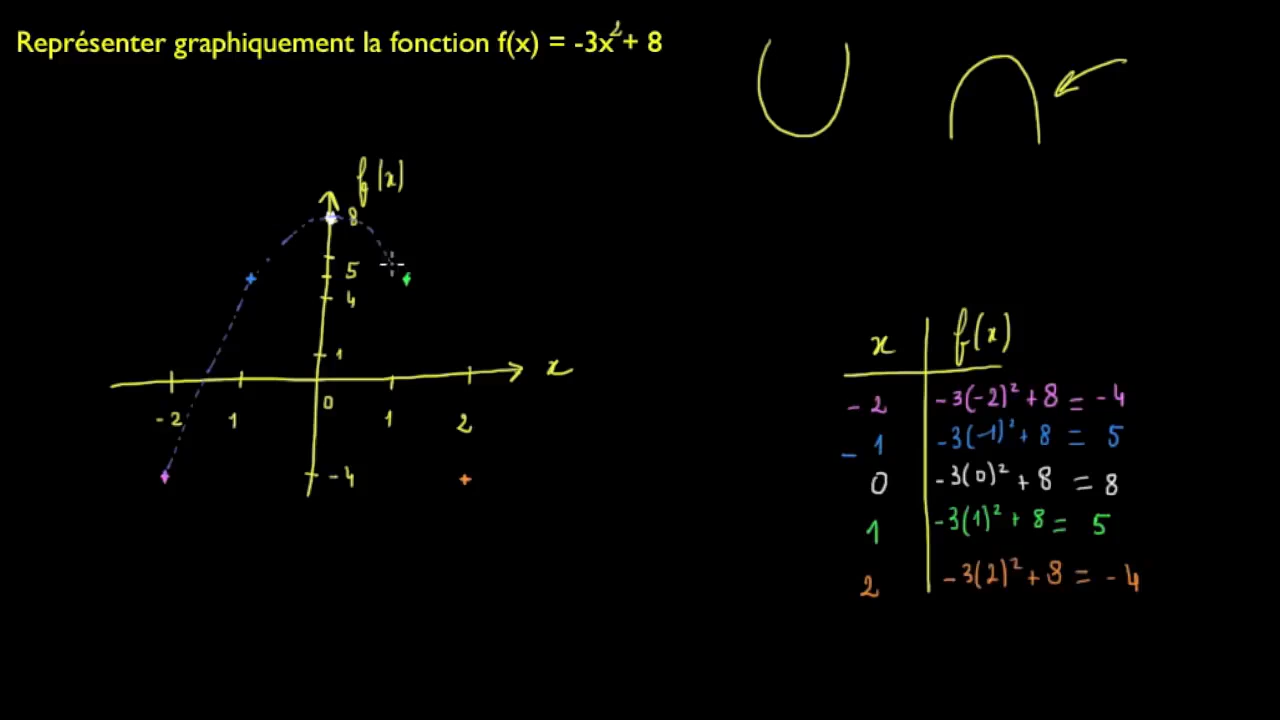 Représenter graphiquement la fonction f(x) = -3x²+ 8
f(x)
8
5
4
1
x
-2 1 0 1 2
-4
x f(x)
-2 -3(-2)²+8 = -4
-1 -3(-1)²+8 = 5
0 -3(0)²+8 = 8
1 -3(1)²+8 = 5
2 -3(2)²+8 = -4